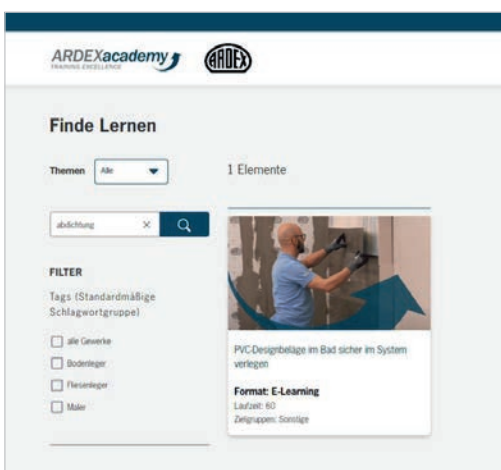 ARDEXacademy
TRAINING EXCELLENCE
ARDEX
Finde Lernen
Themen Alle
1 Elemente
abdichtung
FILTER
Tags (Standardmäßige
Schlagwortgruppe)
alle Gewerke
Bodenleger
Fliesenleger
Maler
PVC-Designbeläge im Bad sicher im System
verlegen
Format: E-Learning
Laufzeit: 60
Zielgruppen: Sonstige